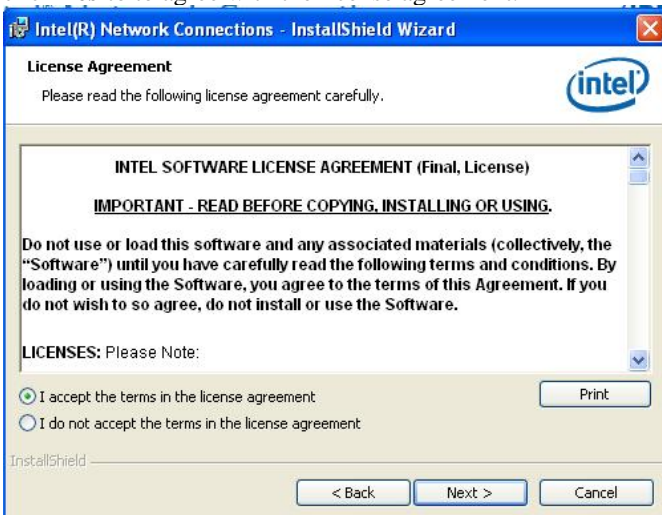 Intel(R) Network Connections - InstallShield Wizard
License Agreement
Please read the following license agreement carefully.
intel
INTEL SOFTWARE LICENSE AGREEMENT (Final, License)
IMPORTANT - READ BEFORE COPYING, INSTALLING OR USING.
Do not use or load this software and any associated materials (collectively, the
“Software”) until you have carefully read the following terms and conditions. By
loading or using the Software, you agree to the terms of this Agreement. If you
do not wish to so agree, do not install or use the Software.
LICENSES: Please Note:
I accept the terms in the license agreement
Print
I do not accept the terms in the license agreement
InstallShield
< Back
Next >
Cancel